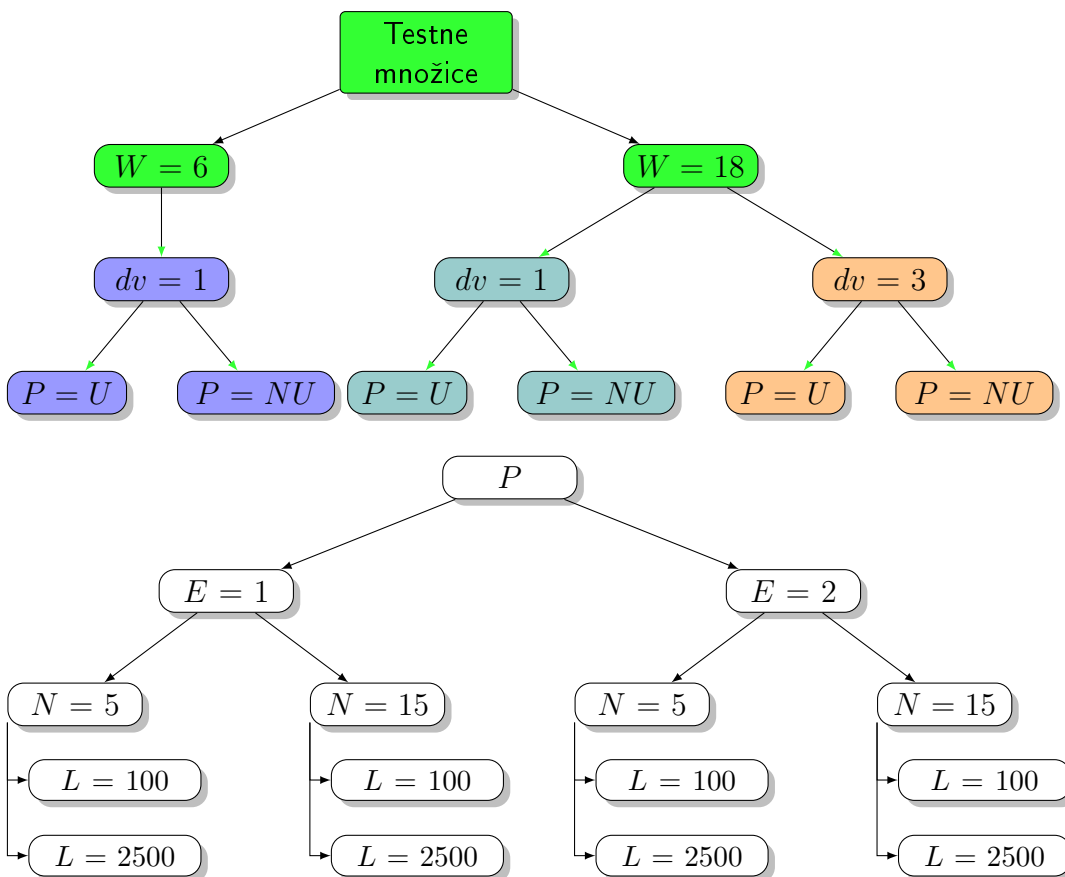 Testne
množice
W = 6
W = 18
dv = 1
dv = 1
dv = 3
P = U
P = NU
P = U
P = NU
P = U
P = NU
P
E = 1
E = 2
N = 5
N = 15
N = 5
N = 15
L = 100
L = 100
L = 100
L = 100
L = 2500
L = 2500
L = 2500
L = 2500